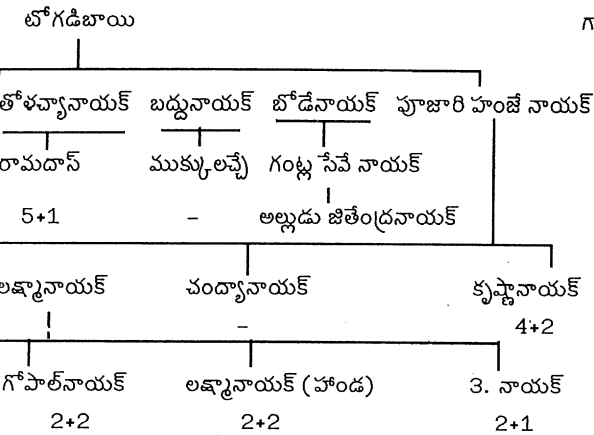 టోగడిబాయి
తోళచ్యానాయక్ బద్దునాయక్ బోడేనాయక్ పూజారి హంజే నాయక్
రామదాస్ ముక్కులచ్చే గంట్ల సేవే నాయక్
5+1 - అల్లుడు జితేంద్రనాయక్
లక్ష్మానాయక్ చంద్యానాయక్ కృష్ణానాయక్
- 4+2
గోపాల్‌నాయక్ లక్ష్మానాయక్ (హాండ) 3. నాయక్
2+2 2+2 2+1